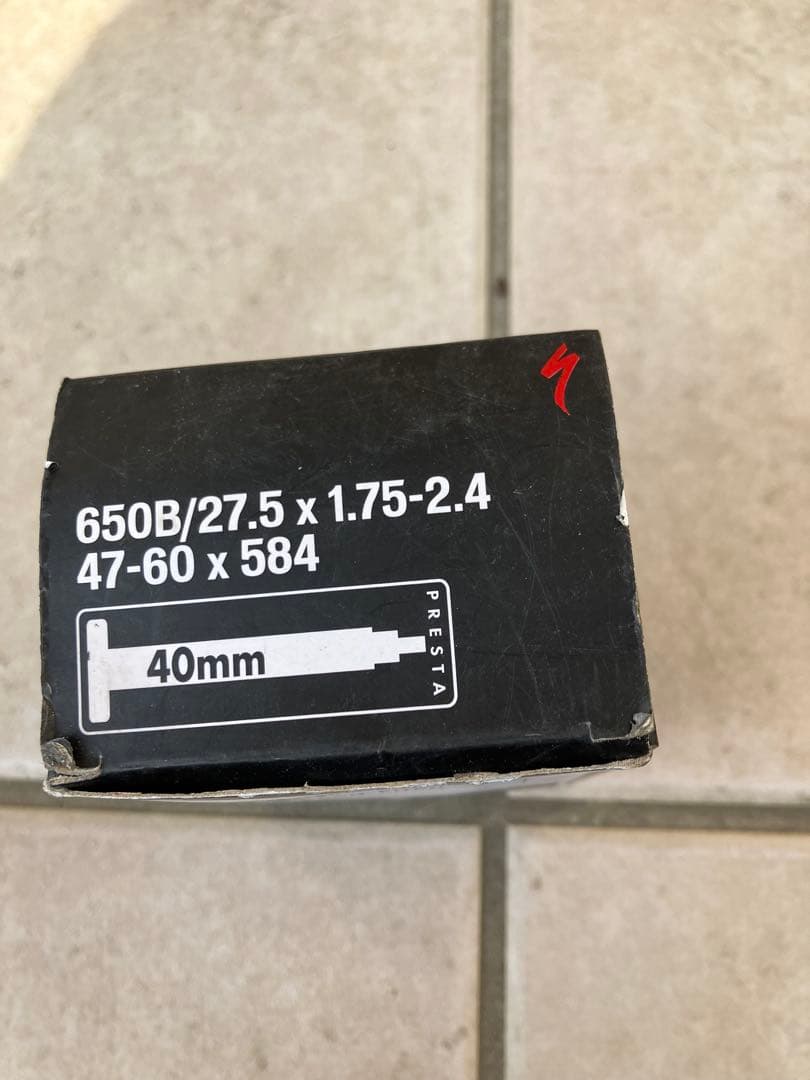 650B/27.5 x 1.75-2.4
47-60 x 584
40mm
PRESTA